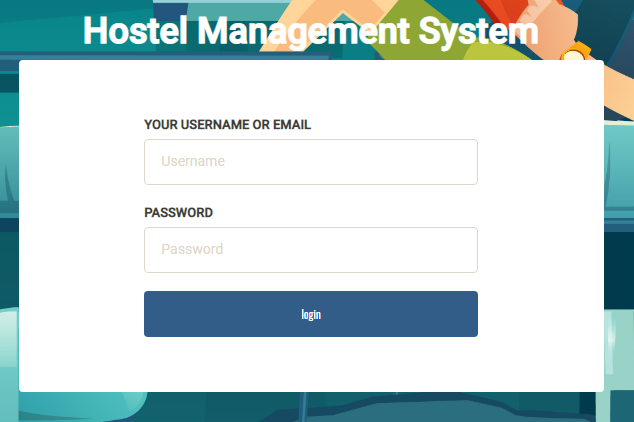 Hostel Management System
YOUR USERNAME OR EMAIL
Username
PASSWORD
Password
login